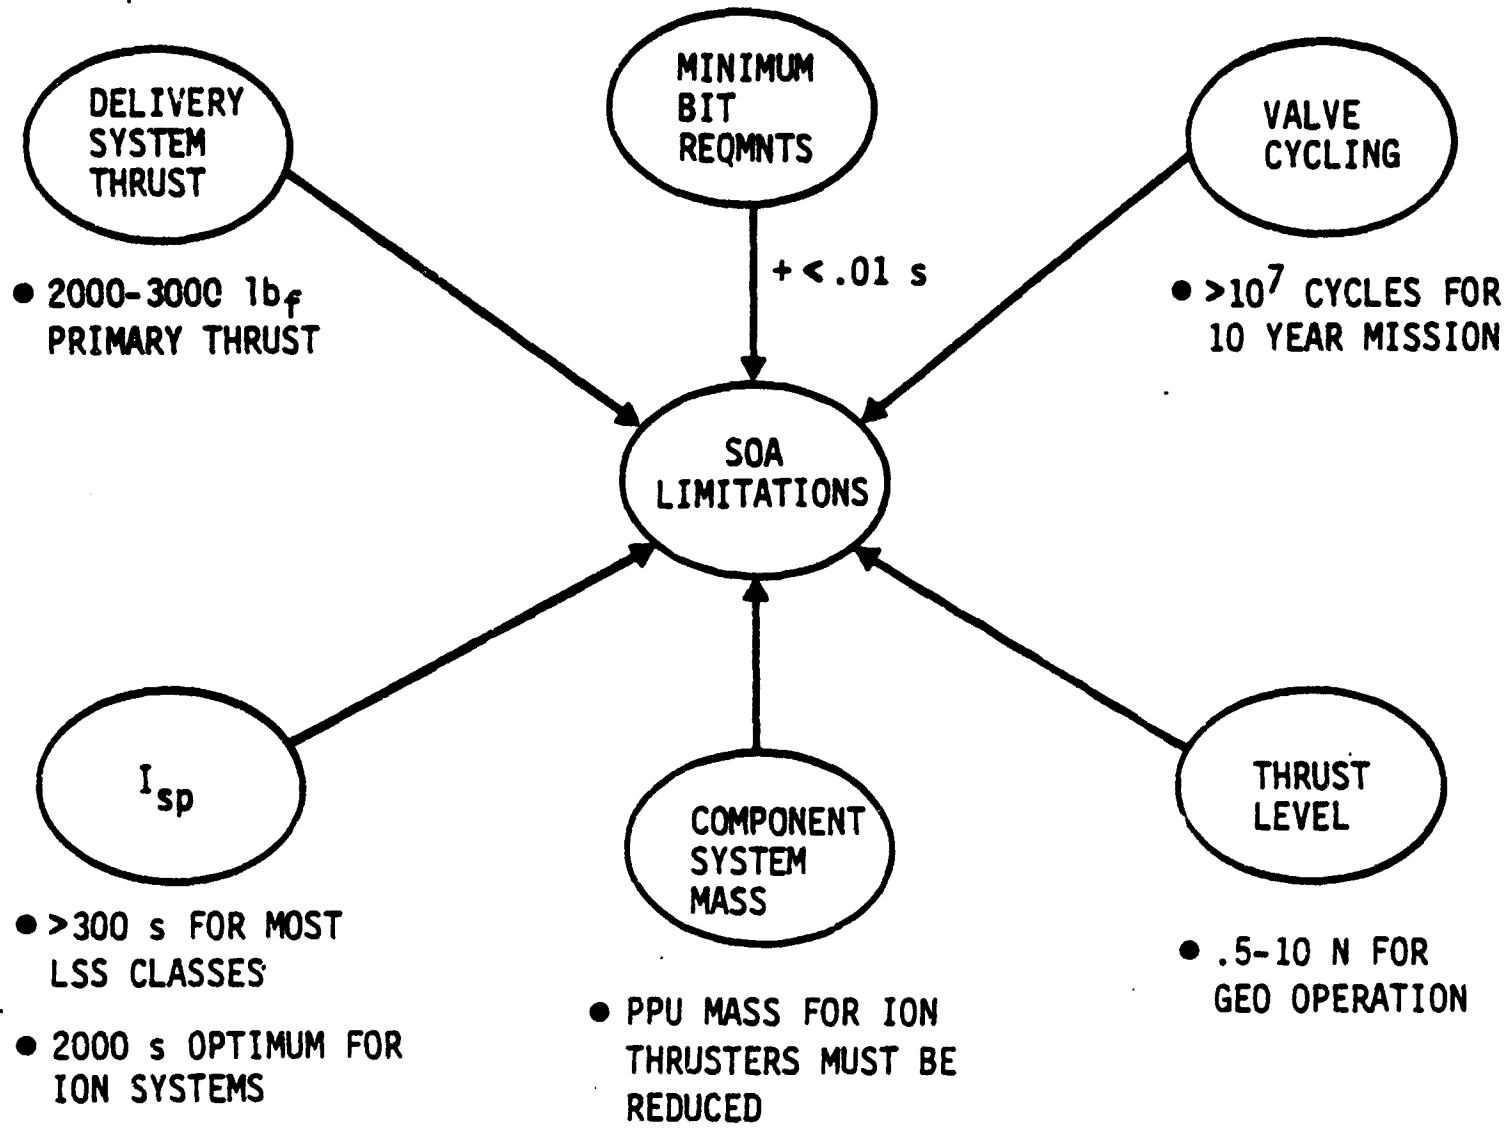 DELIVERY
SYSTEM
THRUST
● 2000-3000 lbf
PRIMARY THRUST
MINIMUM
BIT
REQMNTS
+ < .01 s
VALVE
CYCLING
● >10⁷ CYCLES FOR
10 YEAR MISSION
SOA
LIMITATIONS
Isp
● >300 s FOR MOST
LSS CLASSES
● 2000 s OPTIMUM FOR
ION SYSTEMS
COMPONENT
SYSTEM
MASS
● PPU MASS FOR ION
THRUSTERS MUST BE
REDUCED
THRUST
LEVEL
● .5-10 N FOR
GEO OPERATION